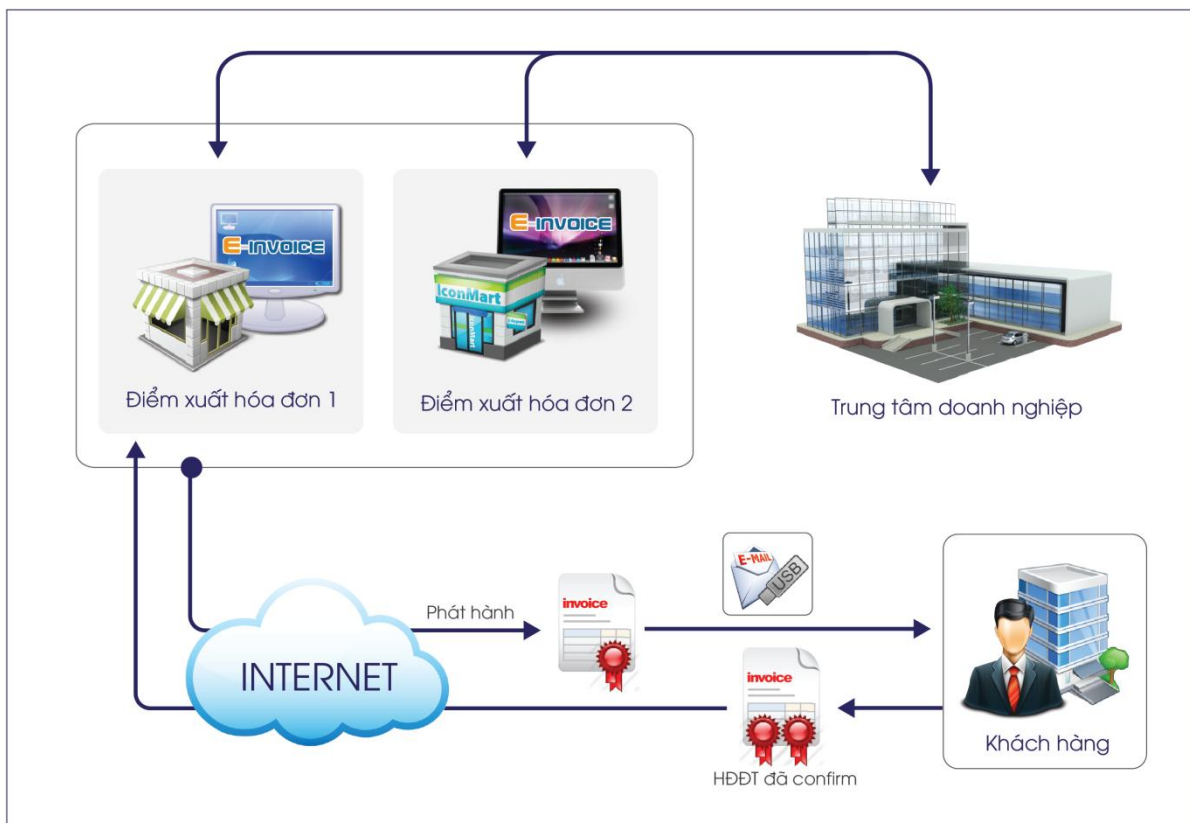 E-INVOICE
E-INVOICE
IconMart
IconMart
Điểm xuất hóa đơn 1
Điểm xuất hóa đơn 2
Trung tâm doanh nghiệp
E-MAIL
USB
Phát hành
invoice
INTERNET
invoice
HĐĐT đã confirm
Khách hàng